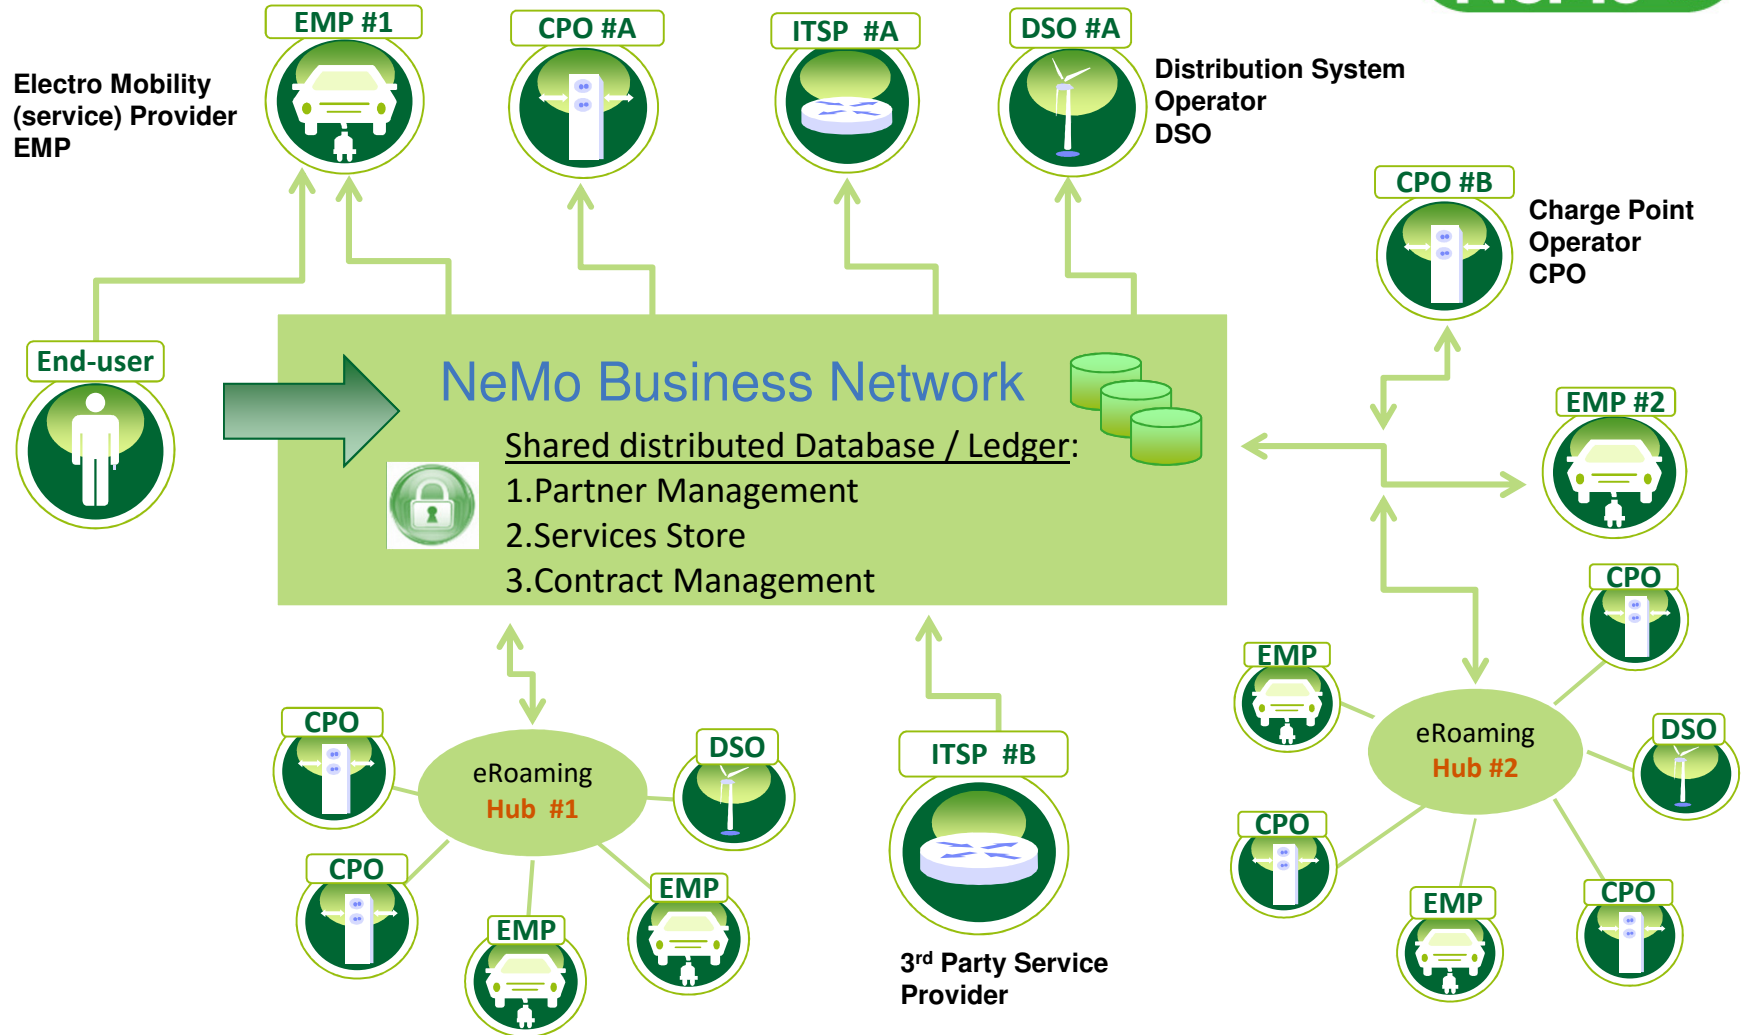 NeMo
EMP #1
CPO #A
ITSP #A
DSO #A
Electro Mobility
(service) Provider
EMP
Distribution System
Operator
DSO
CPO #B
Charge Point
Operator
CPO
End-user
NeMo Business Network
Shared distributed Database / Ledger:
1.Partner Management
2.Services Store
3.Contract Management
EMP #2
CPO
EMP
CPO
DSO
eRoaming
Hub #1
ITSP #B
eRoaming
Hub #2
DSO
CPO
EMP
EMP
CPO
EMP
CPO
3rd Party Service
Provider